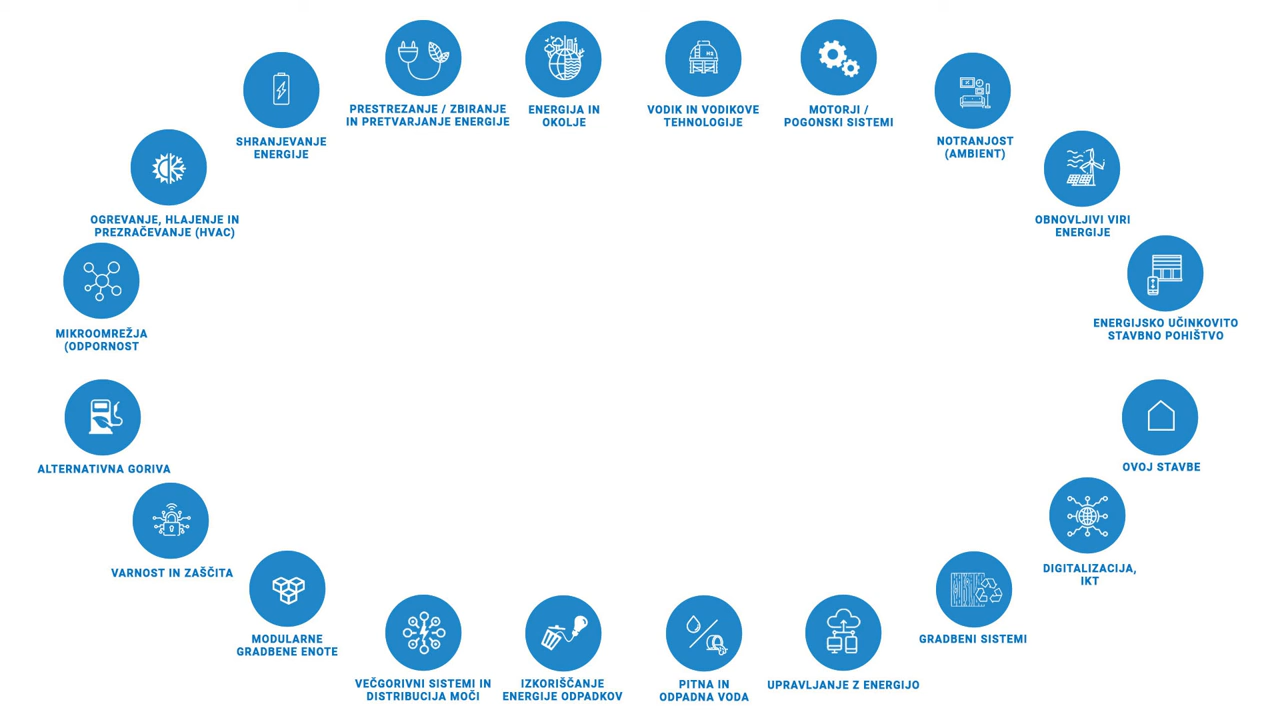 PRESTREZANJE / ZBIRANJE
IN PRETVARJANJE ENERGIJE
ENERGIJA IN
OKOLJE
H2
VODIK IN VODIKOVE
TEHNOLOGIJE
MOTORJI /
POGONSKI SISTEMI
SHRANJEVANJE
ENERGIJE
NOTRANJOST
(AMBIENT)
OGREVANJE, HLAJENJE IN
PREZRAČEVANJE (HVAC)
OBNOVLJIVI VIRI
ENERGIJE
MIKROOMREŽJA
(ODPORNOST
ENERGIJSKO UČINKOVITO
STAVBNO POHIŠTVO
ALTERNATIVNA GORIVA
OVOJ STAVBE
VARNOST IN ZAŠČITA
DIGITALIZACIJA,
IKT
MODULARNE
GRADBENE ENOTE
GRADBENI SISTEMI
VEČGORIVNI SISTEMI IN
DISTRIBUCIJA MOČI
IZKORIŠČANJE
ENERGIJE ODPADKOV
PITNA IN
ODPADNA VODA
UPRAVLJANJE Z ENERGIJO